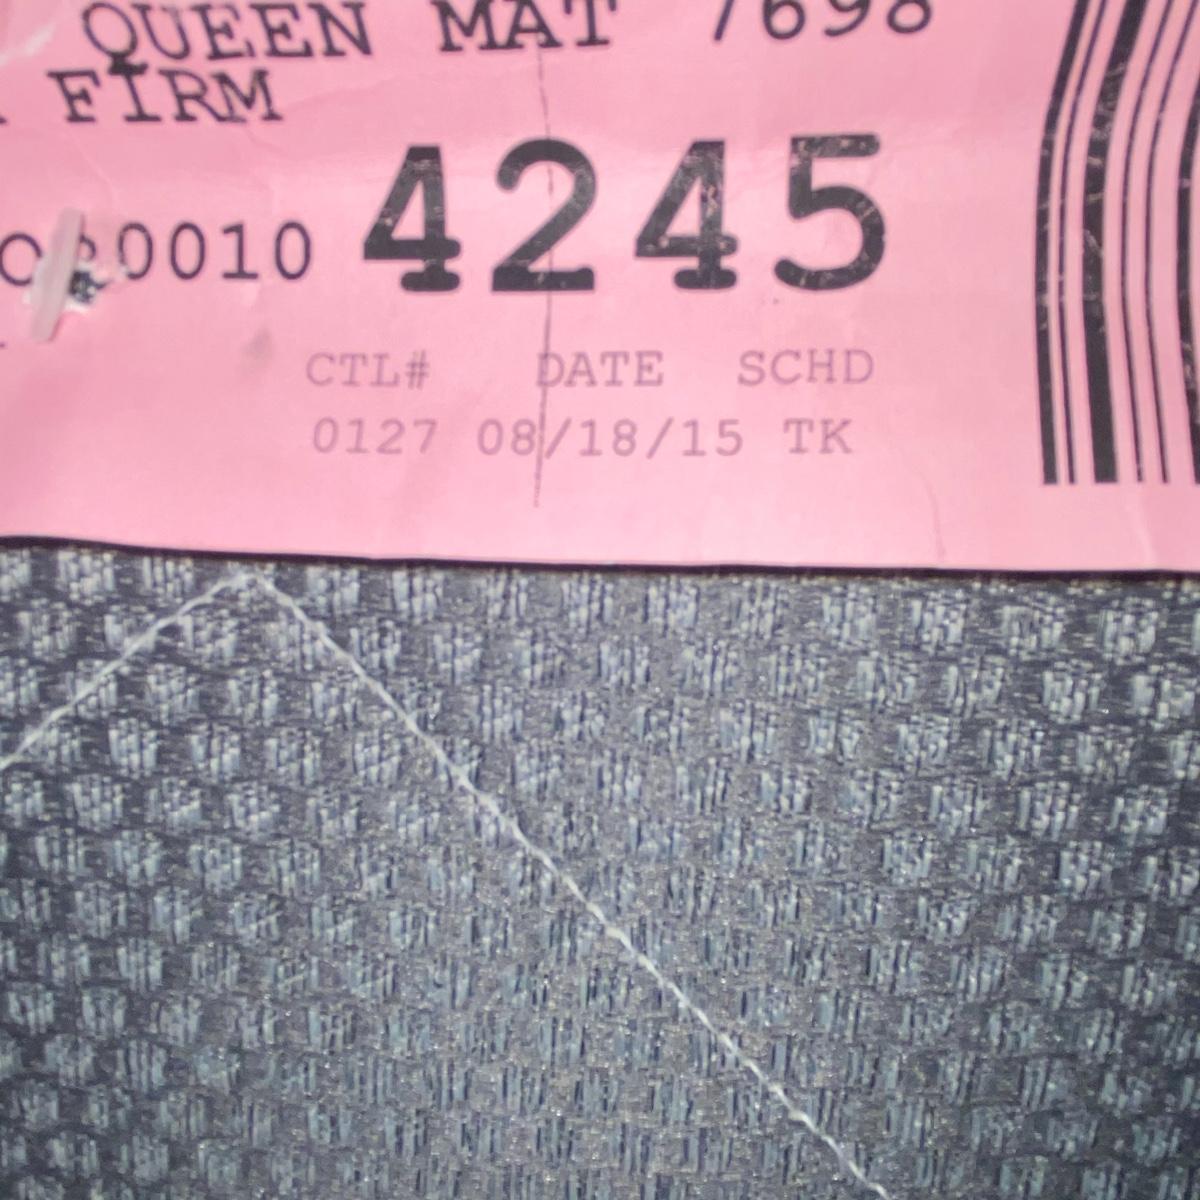 QUEEN MAT 7698
FIRM
0010 4245
CTL# DATE SCHD
0127 08/18/15 TK